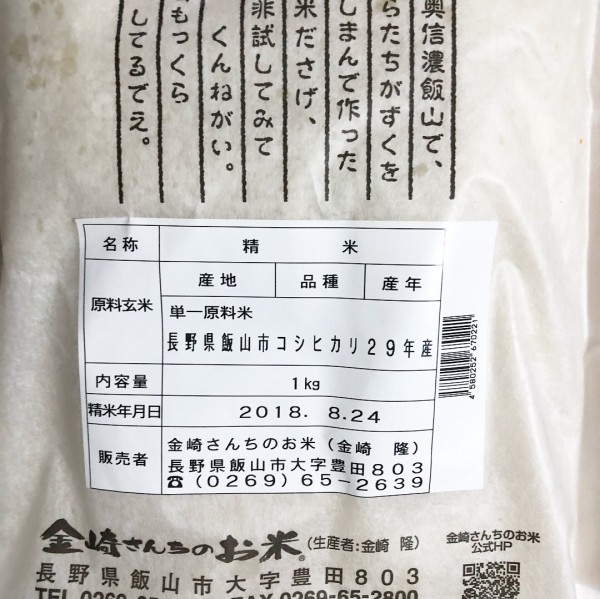 奥信濃飯山で、
らたちがずくを
しまんで作った
米ださげ、
非試してみて
くんねがい。
もっくら
してるでえ。
名称 精 米
原料玄米 産地 品種 産年
単一原料米
長野県飯山市コシヒカリ29年産
内容量 1kg
精米年月日 2018. 8.24
販売者 金崎さんちのお米(金崎 隆)
長野県飯山市大字豊田803
☎(0269)65-2639
4 580252 670221
金崎さんちのお米® (生産者:金崎 隆)
長野県飯山市大字豊田803
FAX 0269-65-2800
金崎さんちのお米
公式HP